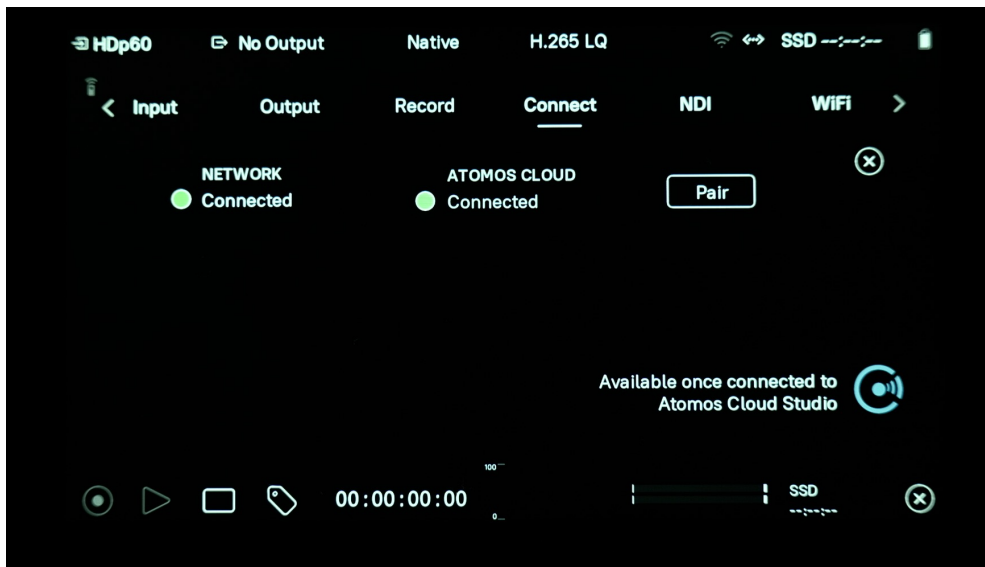 HDp60 No Output Native H.265 LQ SSD --:--:--
Input Output Record Connect NDI WiFi
NETWORK ATOMOS CLOUD
Connected Connected Pair
Available once connected to
Atomos Cloud Studio
100
00:00:00:00
0
SSD
--:--:--